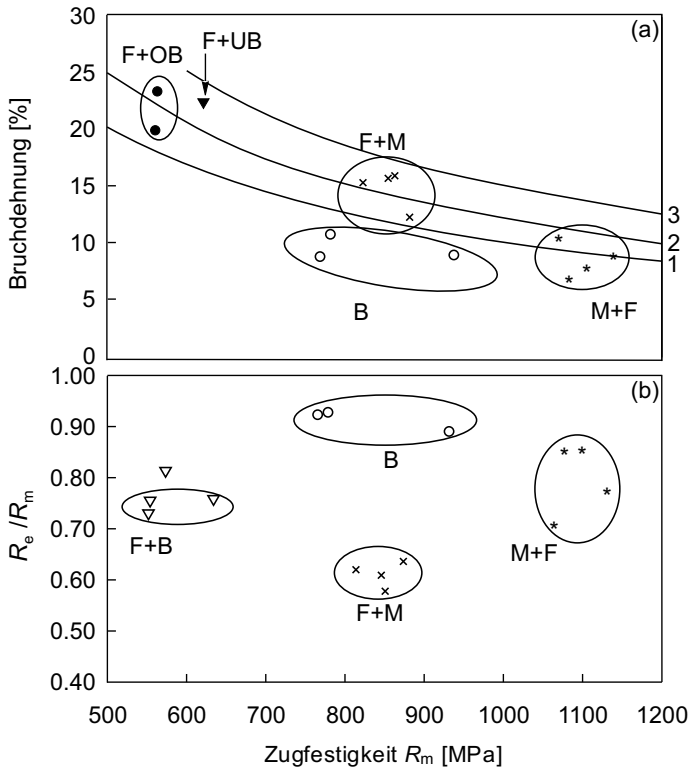 30
(a)
F+UB
F+OB
25
20
F+M
15
3
10
2
1
5
B
M+F
0
Bruchdehnung [%]
1.00
(b)
0.90
B
0.80
0.70
F+B
M+F
0.60
F+M
0.50
0.40
Re /Rm
500 600 700 800 900 1000 1100 1200
Zugfestigkeit Rm [MPa]